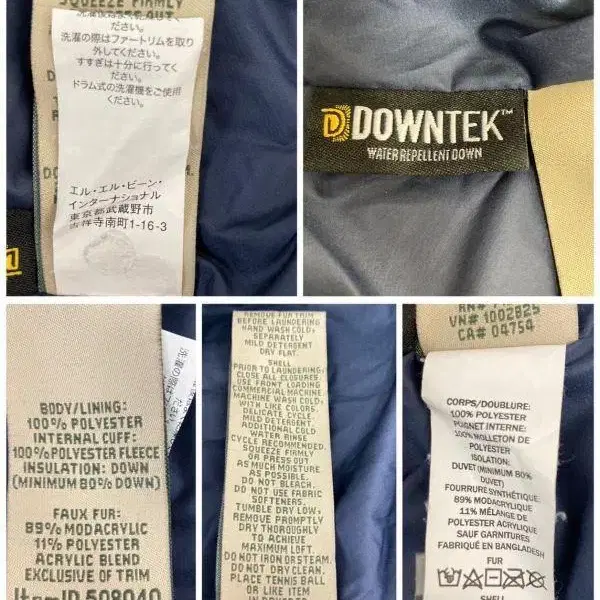 SQUEEZE FIRMLY
ください。
洗濯の際はファートリムを取り
外してください。
すすぎは十分に行ってく
ださい。
ドラム式の洗濯機をご使用
ください。
エル・エル・ビーン・
インターナショナル
東京都武蔵野市
吉祥寺南町1-16-3
DOWNTEK™
WATER REPELLENT DOWN
BODY/LINING:
100% POLYESTER
INTERNAL CUFF:
100% POLYESTER FLEECE
INSULATION: DOWN
(MINIMUM 80% DOWN)
FAUX FUR:
89% MODACRYLIC
11% POLYESTER
ACRYLIC BLEND
EXCLUSIVE OF TRIM
Item ID 508040
REMOVE FUR TRIM
BEFORE LAUNDERING
HAND WASK COLD;
SEPARATELY
MILD DETERGENT
DRY FLAT.
SHELL
PRIOR TO LAUNDERING,
CLOSE ALL CLOSURES.
USE FRONT LOADING
COMMERCIAL MACHINE.
MACHINE WASH COLD;
WITH LIKE COLORS.
DELICATE CYCLE.
MILD DETERGENT.
ADDITIONAL COLD
WATER RINSE
CYCLE RECOMMENDED.
SQUEEZE FIRMLY
OR PRESS OUT
AS MUCH MOISTURE
AS POSSIBLE.
DO NOT BLEACH.
DO NOT USE FABRIC
SOFTENERS.
TUMBLE DRY LOW;
REMOVE PROMPTLY
DRY THOROUGHLY
TO ACHIEVE
MAXIMUM LOFT.
DO NOT IRON OR STEAM.
DO NOT DRY CLEAN.
PLACE TENNIS BALL
OR LIKE ITEM
VN# 1002825
CA# 04754
CORPS/DOUBLURE:
100% POLYESTER
POIGNET INTERNE:
100% MOLLETON DE
POLYESTER
ISOLATION:
DUVET (MINIMUM 80%
DUVET)
FOURRURE SYNTHÉTIQUE:
89% MODACRYLIQUE
11% MÉLANGE DE
POLYESTER ACRYLIQUE
SAUF GARNITURES
FABRIQUÉ EN BANGLADESH
FUR
SHELL